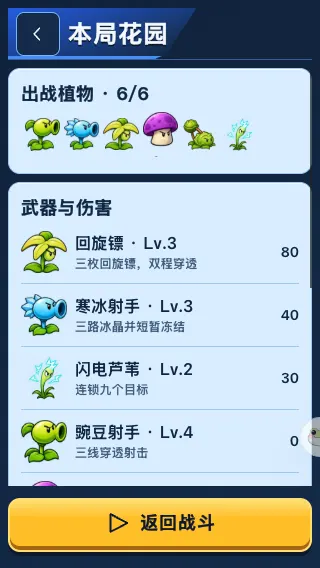 本局花园
出战植物 · 6/6
武器与伤害
回旋镖 · Lv.3
三枚回旋镖，双程穿透
80
寒冰射手 · Lv.3
三路冰晶并短暂冻结
40
闪电芦苇 · Lv.2
连锁九个目标
30
豌豆射手 · Lv.4
三线穿透射击
0
返回战斗